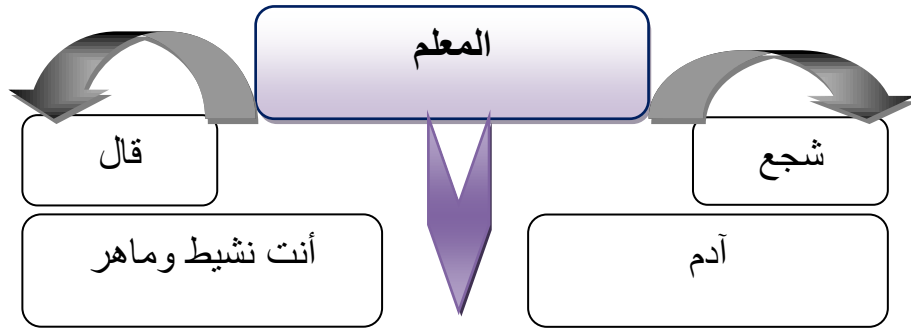 المعلم
شجع
قال
آدم
أنت نشيط وماهر